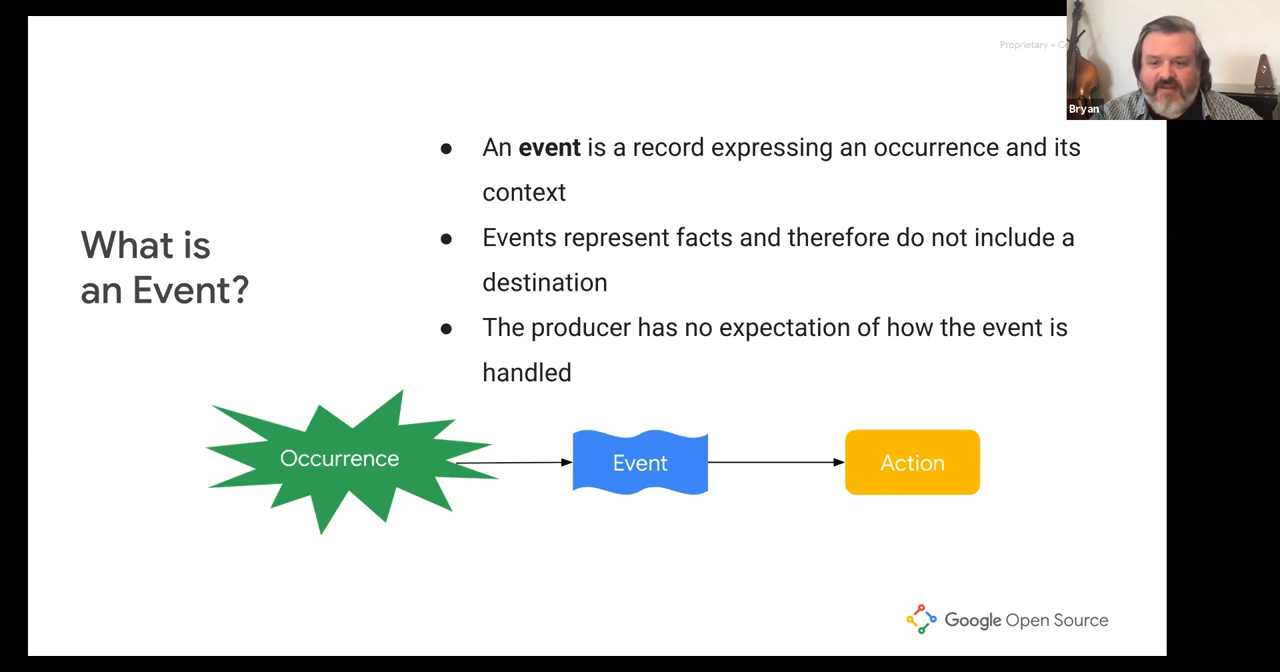 Proprietary +
Bryan
What is
an Event?
● An event is a record expressing an occurrence and its
context
● Events represent facts and therefore do not include a
destination
● The producer has no expectation of how the event is
handled
Occurrence
Event
Action
Google Open Source